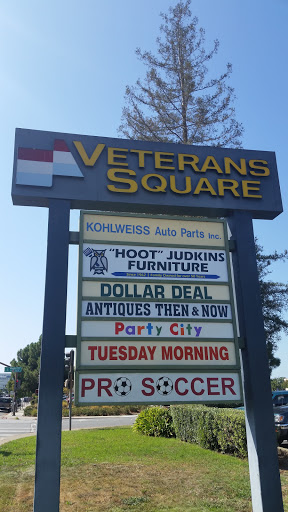 VETERANS
SQUARE
KOHLWEISS Auto Parts Inc.
"HOOT" JUDKINS
FURNITURE
DOLLAR DEAL
ANTIQUES THEN & NOW
Party City
TUESDAY MORNING
PRO SOCCER